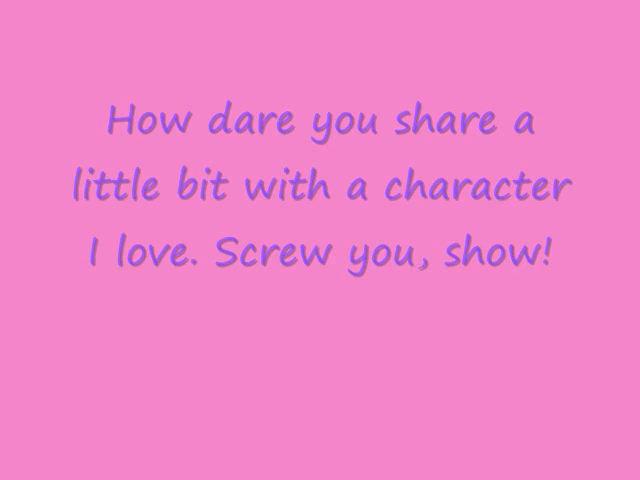 How dare you share a
little bit with a character
I love. Screw you, show!